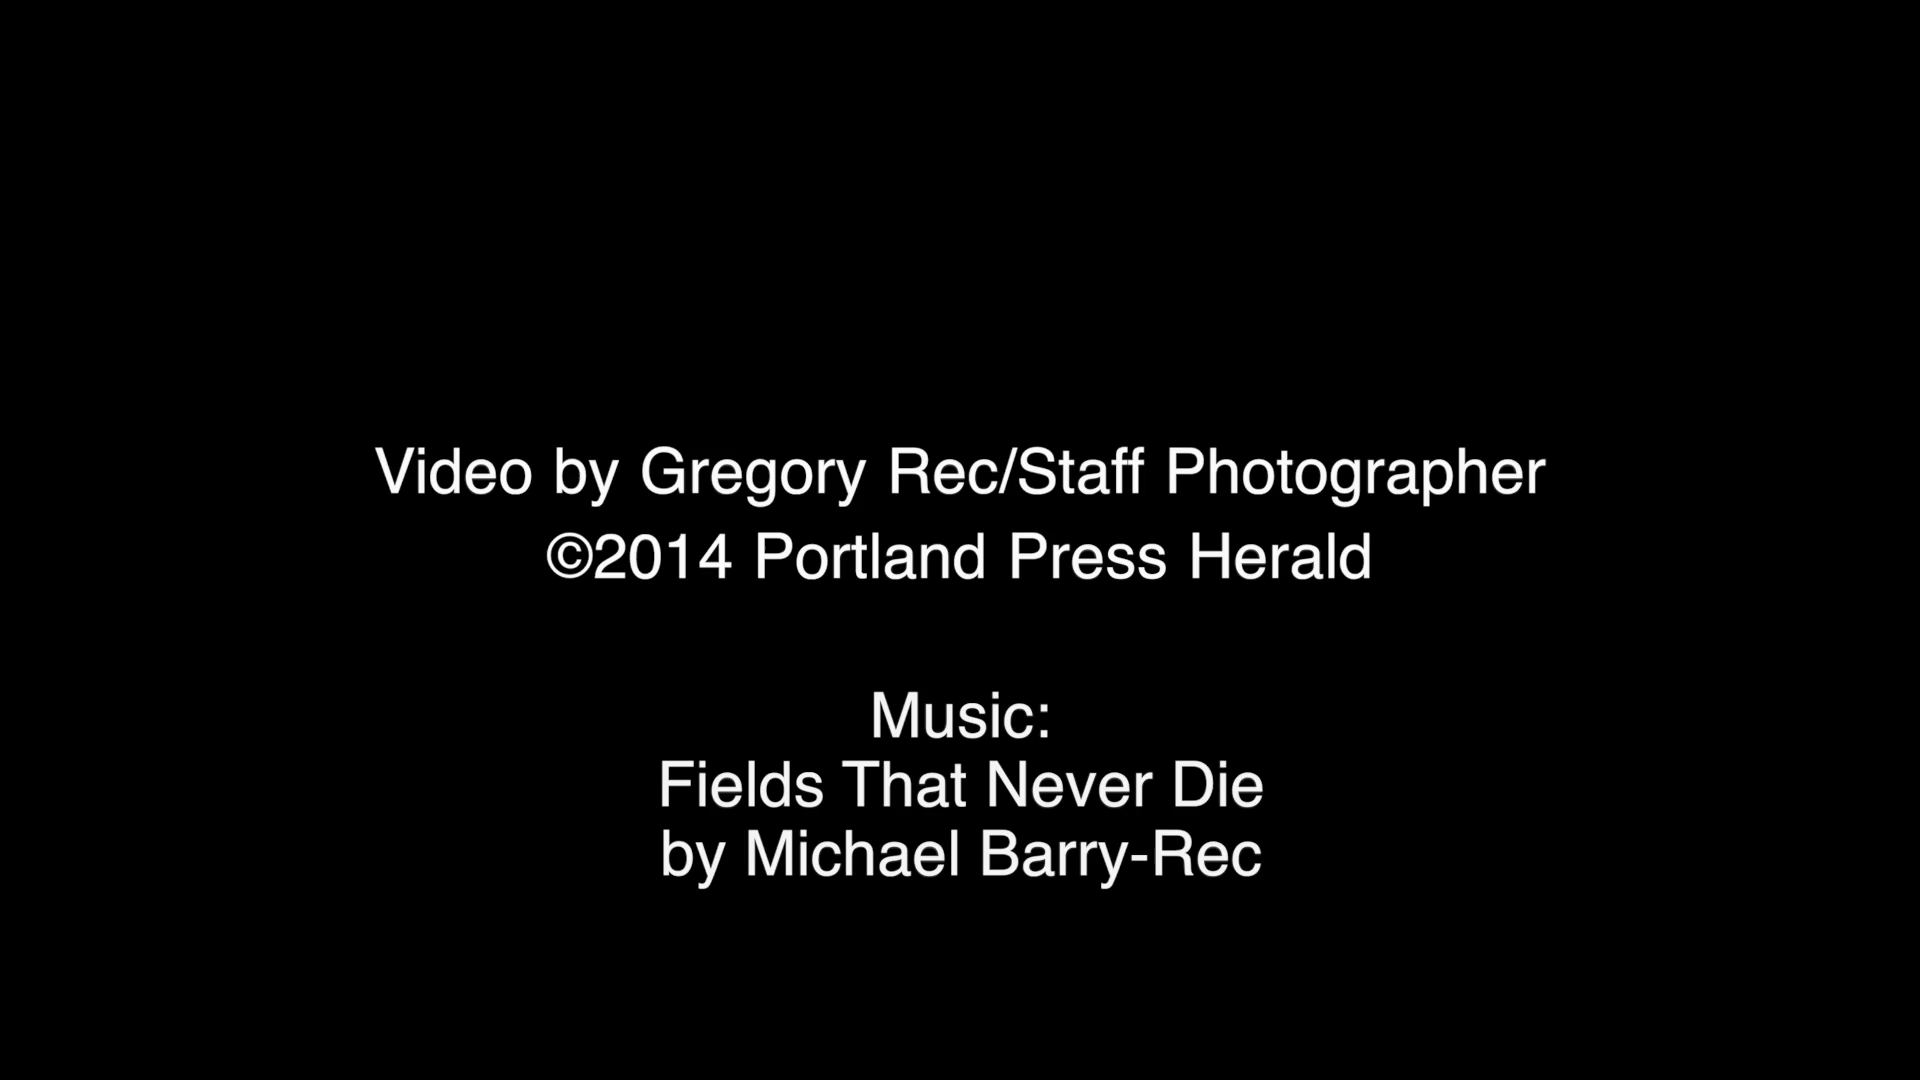 Video by Gregory Rec/Staff Photographer
©2014 Portland Press Herald
Music:
Fields That Never Die
by Michael Barry-Rec